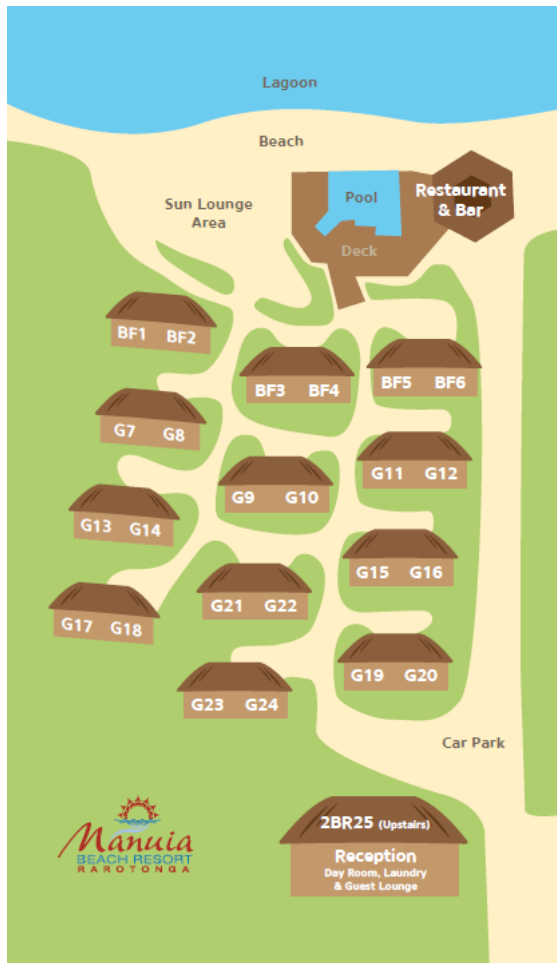 Lagoon
Beach
Pool
Restaurant
& Bar
Sun Lounge
Area
Deck
BF1 BF2
BF3 BF4
BF5 BF6
G7 G8
G9 G10
G11 G12
G13 G14
G15 G16
G17 G18
G21 G22
G19 G20
G23 G24
Car Park
2BR25 (Upstairs)
Reception
Day Room, Laundry
& Guest Lounge
Manuia
BEACH RESORT
RAROTONGA